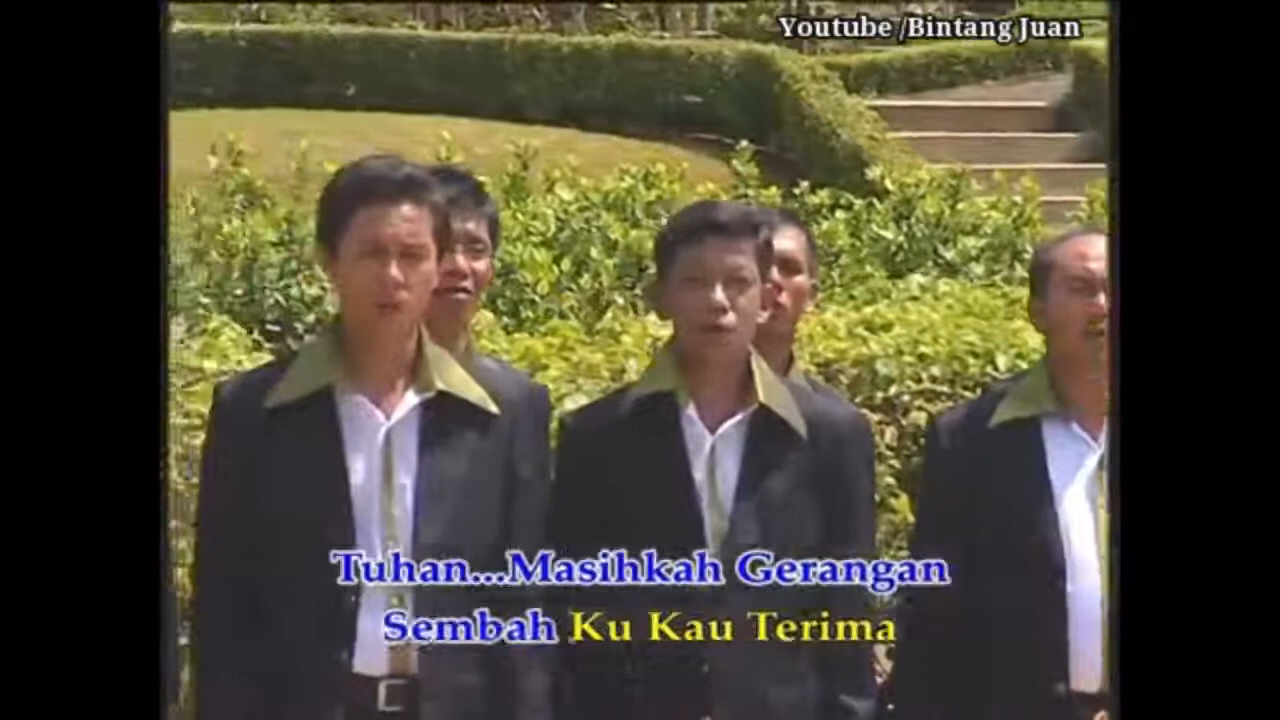 Youtube /Bintang Juan
Tuhan...Masihkah Gerangan
Sembah Ku Kau Terima